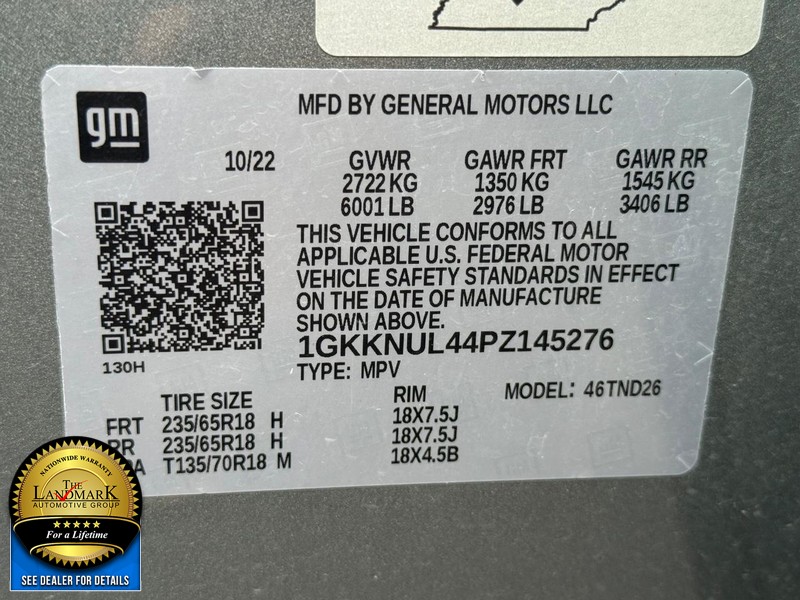 gm
MFD BY GENERAL MOTORS LLC
10/22 GVWR GAWR FRT GAWR RR
2722 KG 1350 KG 1545 KG
6001 LB 2976 LB 3406 LB
THIS VEHICLE CONFORMS TO ALL
APPLICABLE U.S. FEDERAL MOTOR
VEHICLE SAFETY STANDARDS IN EFFECT
ON THE DATE OF MANUFACTURE
SHOWN ABOVE.
1GKKNUL44PZ145276
130H
TYPE: MPV
MODEL: 46TND26
TIRE SIZE RIM
FRT 235/65R18 H 18X7.5J
RR 235/65R18 H 18X7.5J
T135/70R18 M 18X4.5B
NATIONWIDE WARRANTY
THE
LANDMARK
AUTOMOTIVE GROUP
For a Lifetime
SEE DEALER FOR DETAILS